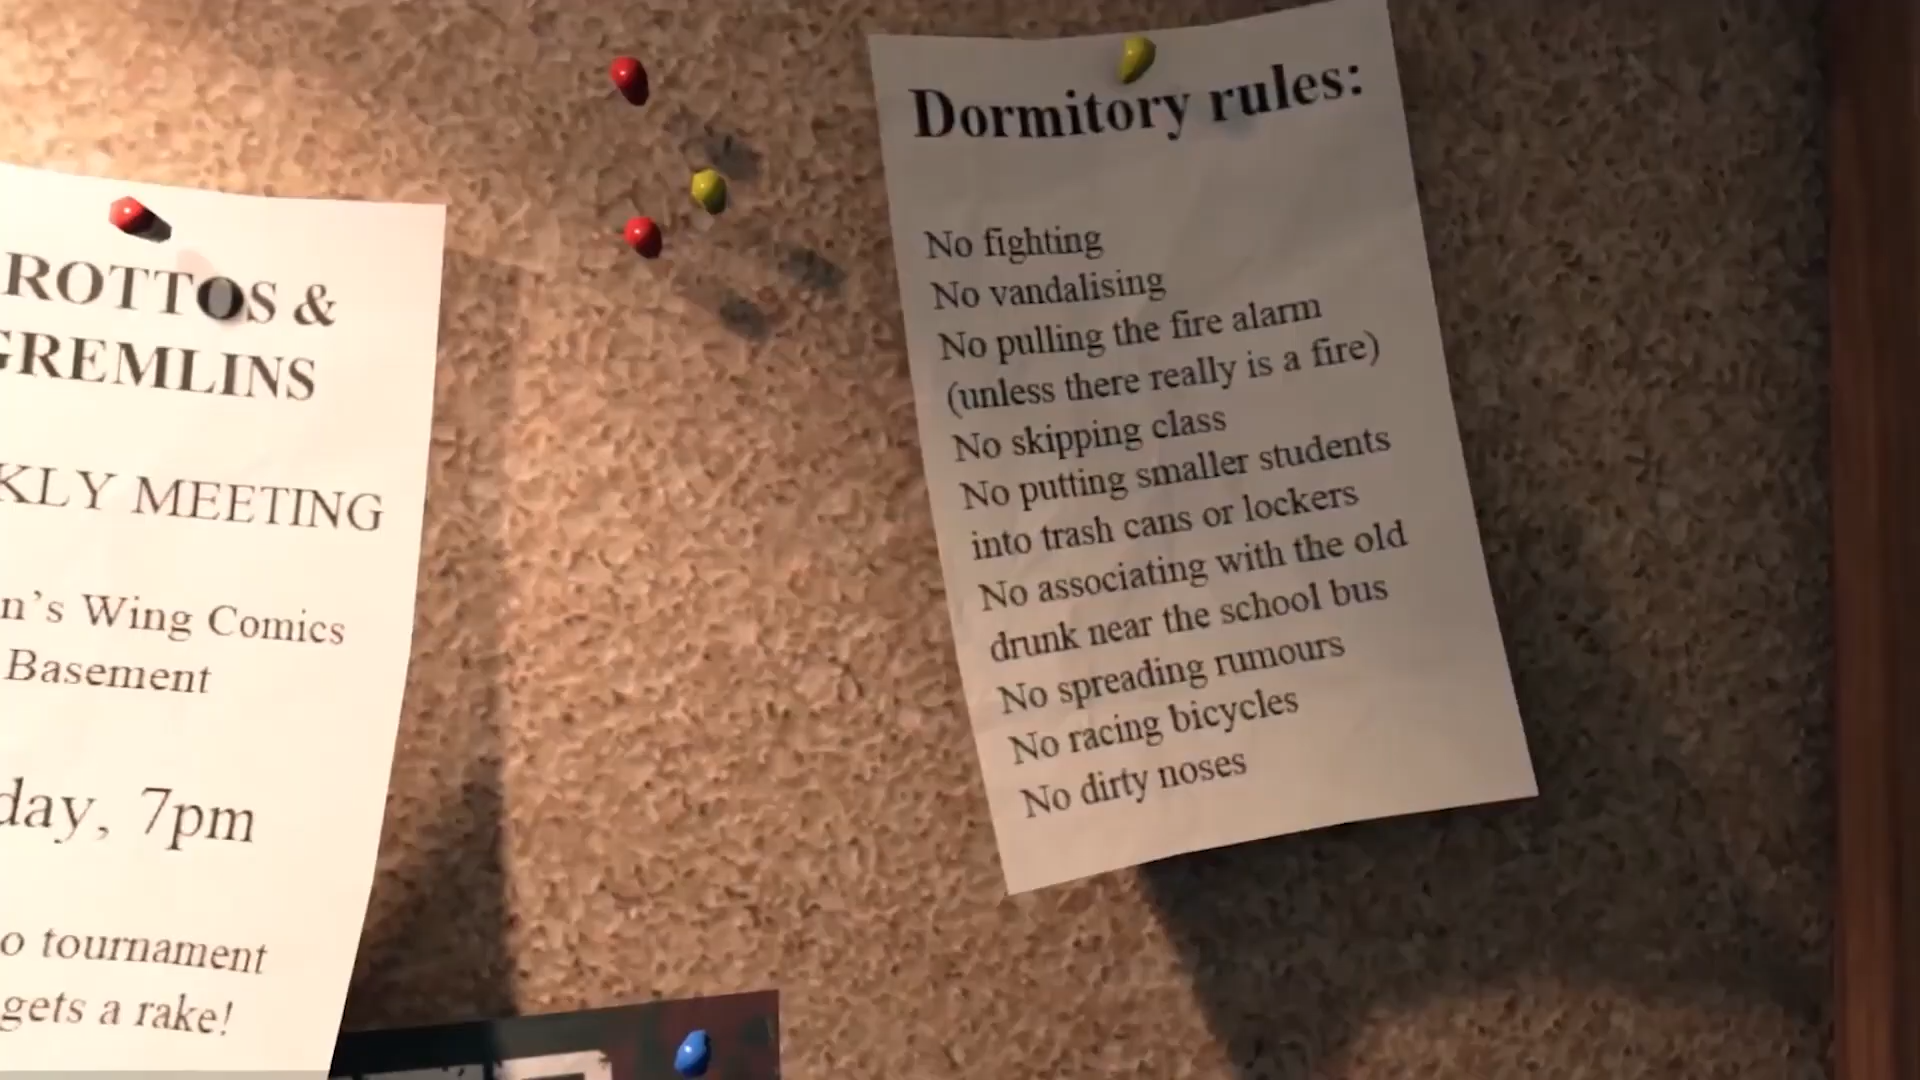 ROTTOS &
GREMLINS
KLY MEETING
n's Wing Comics
Basement
day, 7pm
o tournament
gets a rake!
Dormitory rules:
No fighting
No vandalising
No pulling the fire alarm
(unless there really is a fire)
No skipping class
No putting smaller students
into trash cans or lockers
No associating with the old
drunk near the school bus
No spreading rumours
No racing bicycles
No dirty noses